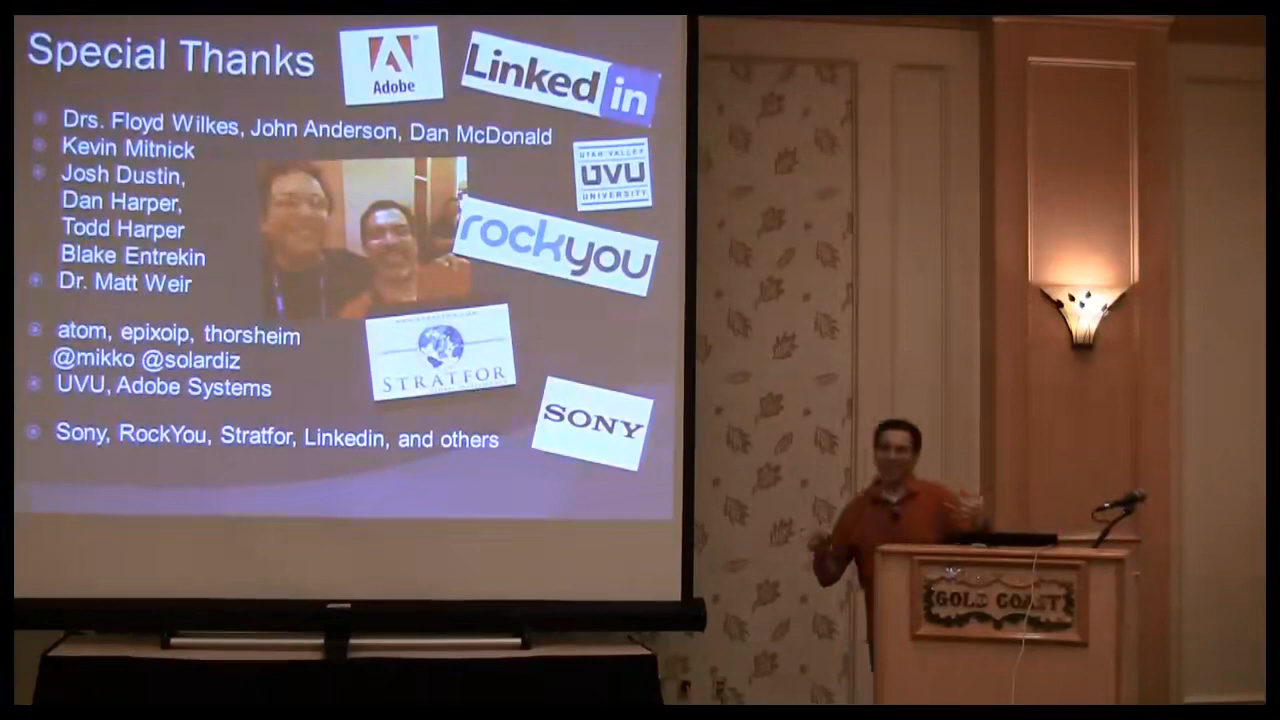 Special Thanks
Adobe
Linked in
Drs. Floyd Wilkes, John Anderson, Dan McDonald
Kevin Mitnick
Josh Dustin,
Dan Harper,
Todd Harper
Blake Entrekin
Dr. Matt Weir
UTAH VALLEY
UVU
UNIVERSITY
rockyou
atom, epixoip, thorsheim
@mikko @solardiz
UVU, Adobe Systems
STRATFOR
Sony, RockYou, Stratfor, Linkedin, and others
SONY
GOLD COAST